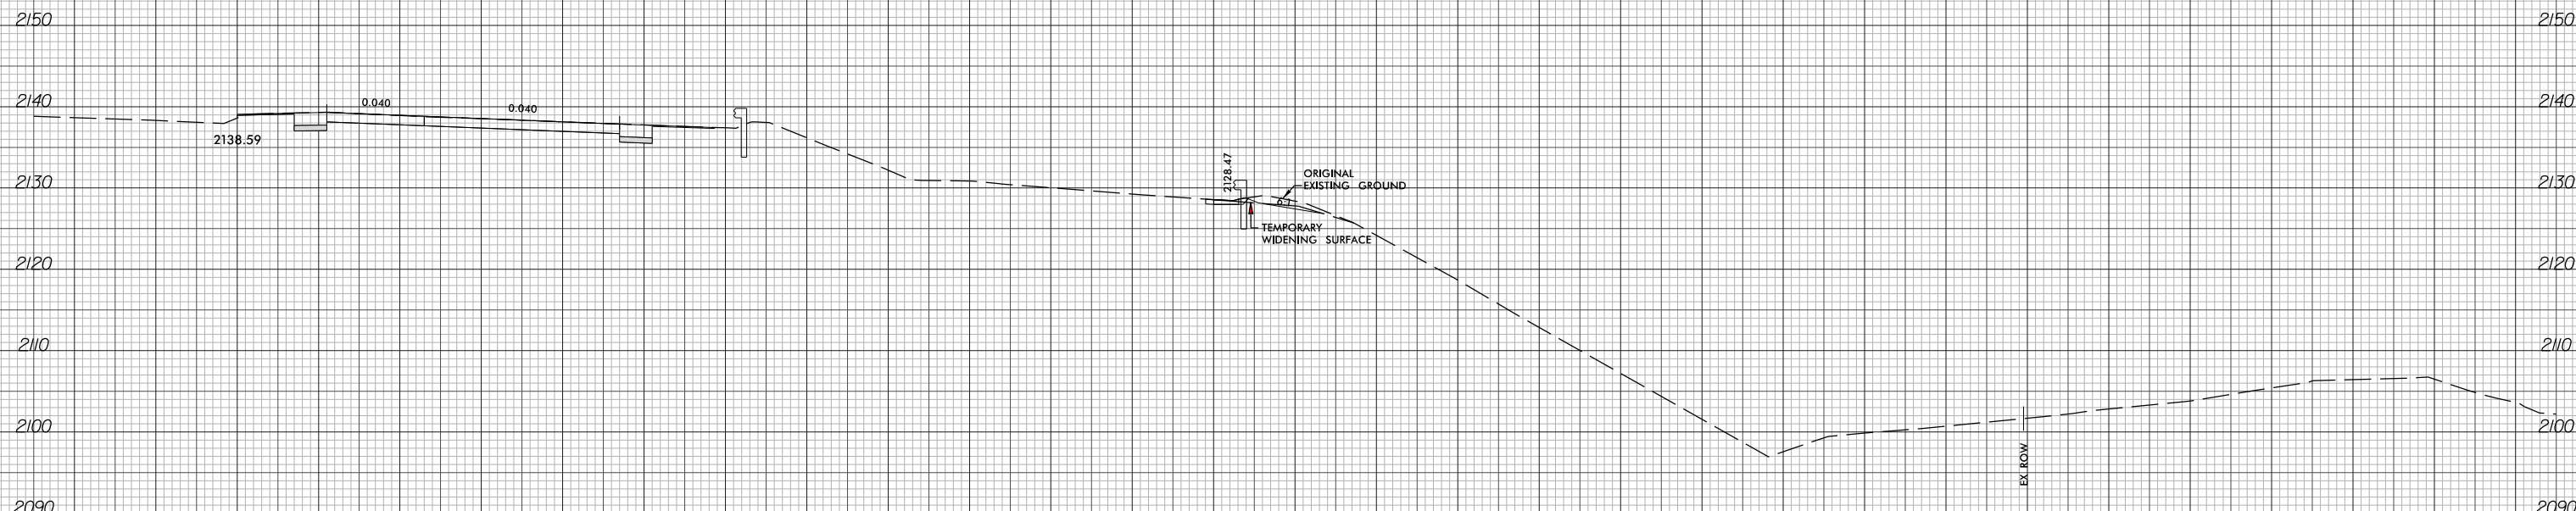 2150 2150
2140 0.040 0.040 2140
2138.59
2130 2128.47 2130
ORIGINAL
EXISTING GROUND
TEMPORARY
WIDENING SURFACE
2120 2120
2110 2110
2100 2100
EX ROW
2090 2090